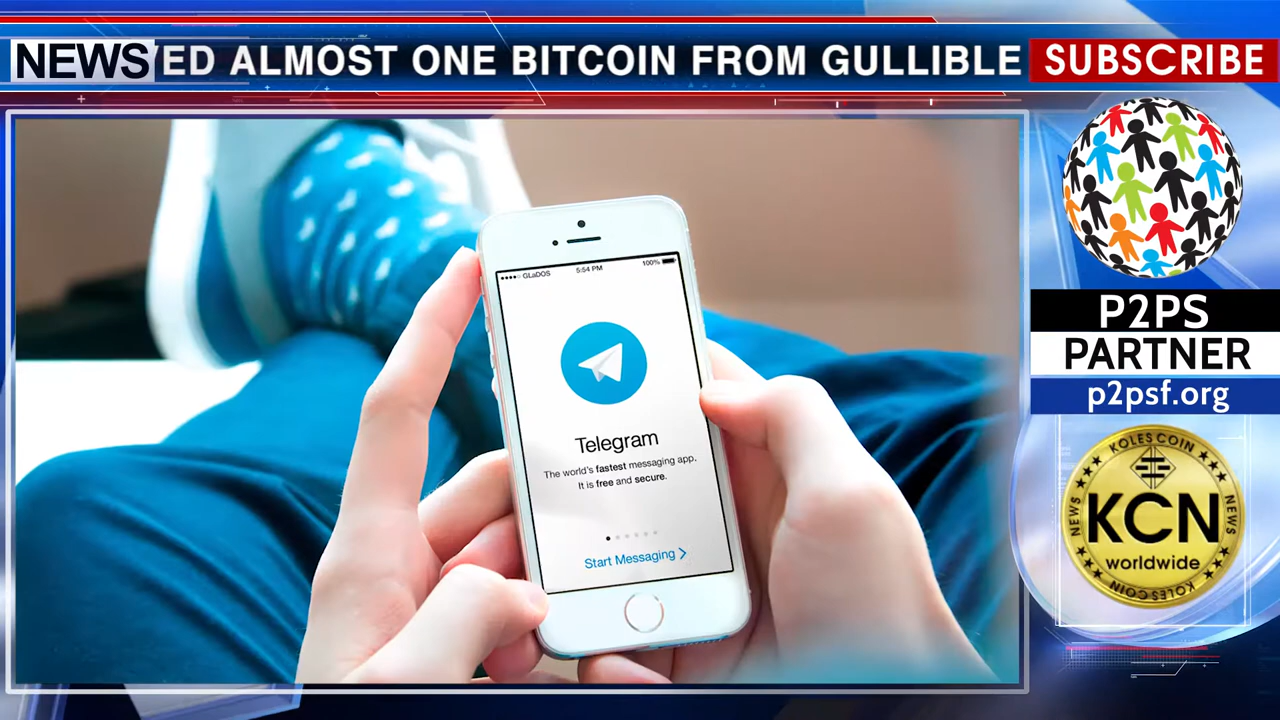 NEWS
ED ALMOST ONE BITCOIN FROM GULLIBLE
SUBSCRIBE
GLaDOS
5:54 PM
100%
Telegram
The world's fastest messaging app.
It is free and secure.
Start Messaging
P2PS
PARTNER
p2psf.org
KOLES COIN
NEWS
KCN
NEWS
worldwide
KOLES COIN